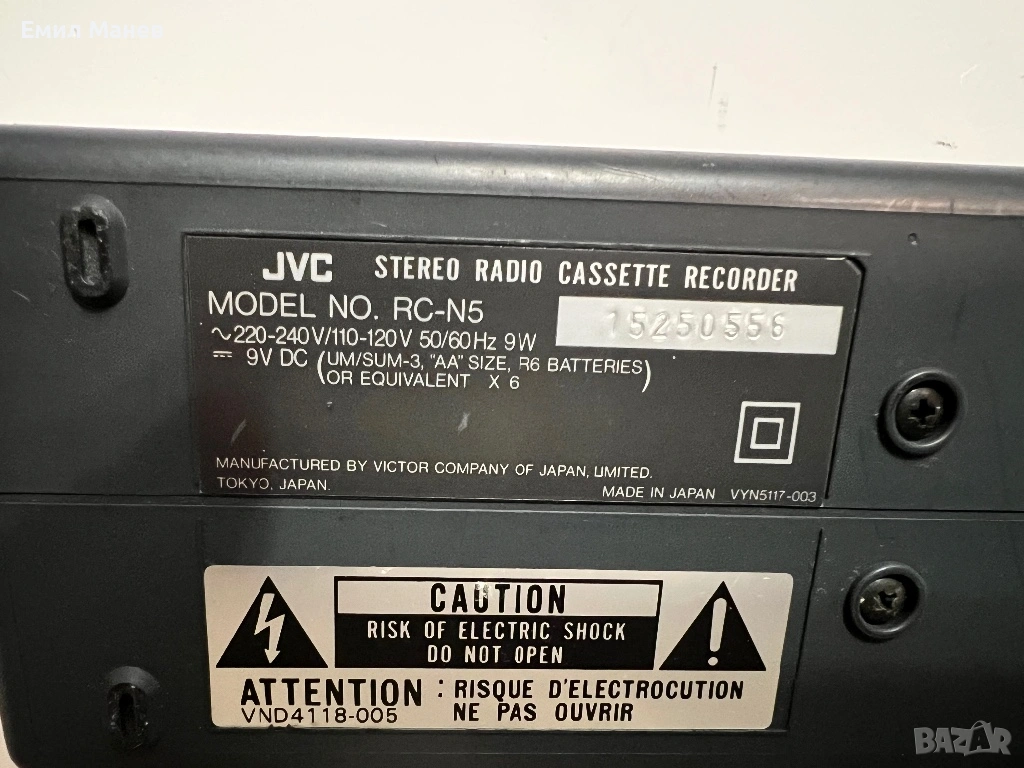 Емил Манев
JVC STEREO RADIO CASSETTE RECORDER
MODEL NO. RC-N5 15250556
~220-240V/110-120V 50/60Hz 9W
⎓ 9V DC (UM/SUM-3, "AA" SIZE, R6 BATTERIES)
(OR EQUIVALENT X 6)
MANUFACTURED BY VICTOR COMPANY OF JAPAN, LIMITED.
TOKYO, JAPAN.
MADE IN JAPAN VYN5117-003
CAUTION
RISK OF ELECTRIC SHOCK
DO NOT OPEN
ATTENTION : RISQUE D'ELECTROCUTION
VND4118-005 NE PAS OUVRIR
BAZAR